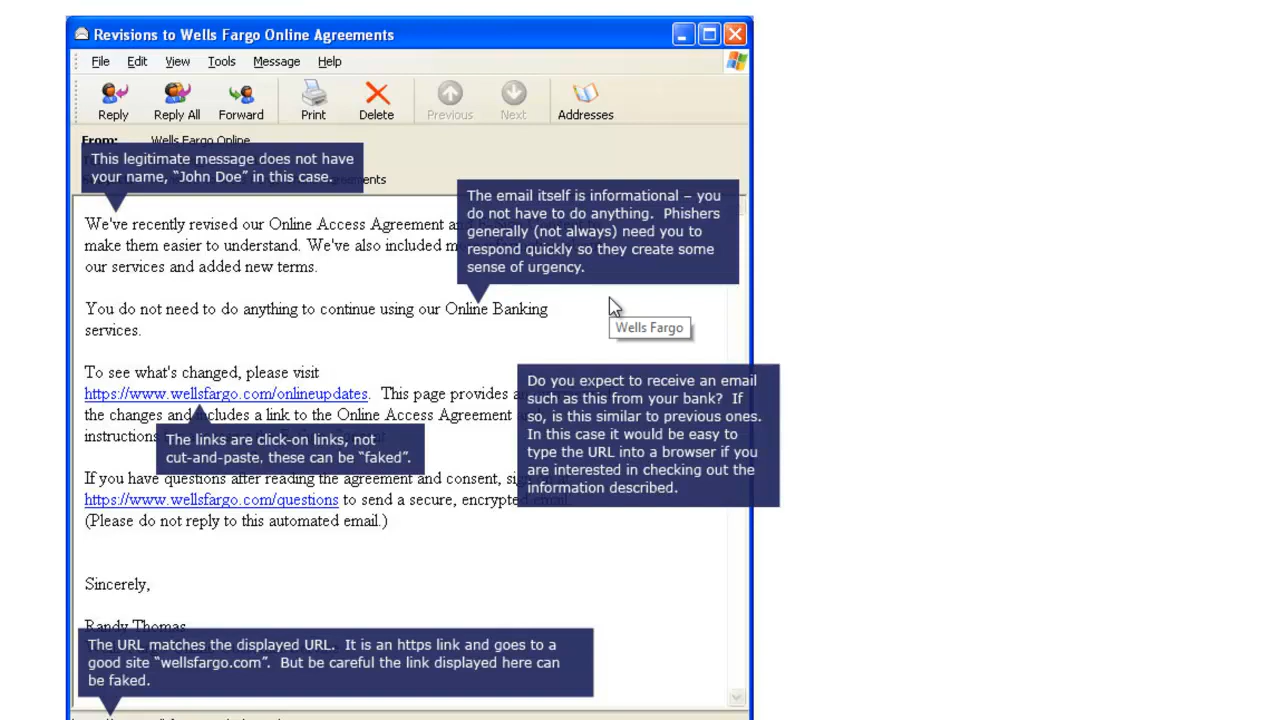 Revisions to Wells Fargo Online Agreements
File Edit View Tools Message Help
Reply Reply All Forward Print Delete Previous Next Addresses
From: Wells Fargo Online
This legitimate message does not have
your name, “John Doe” in this case.
The email itself is informational – you
do not have to do anything. Phishers
generally (not always) need you to
respond quickly so they create some
sense of urgency.
We've recently revised our Online Access Agreement
make them easier to understand. We've also included
our services and added new terms.
You do not need to do anything to continue using our Online Banking
services.
Wells Fargo
To see what's changed, please visit
https://www.wellsfargo.com/onlineupdates. This page provides
the changes and includes a link to the Online Access Agreement
instructions
Do you expect to receive an email
such as this from your bank? If
so, is this similar to previous ones.
In this case it would be easy to
type the URL into a browser if you
are interested in checking out the
information described.
The links are click-on links, not
cut-and-paste, these can be “faked”.
If you have questions after reading the agreement and consent,
https://www.wellsfargo.com/questions to send a secure, encrypted email.
(Please do not reply to this automated email.)
Sincerely,
Randy Thomas
The URL matches the displayed URL. It is an https link and goes to a
good site “wellsfargo.com”. But be careful the link displayed here can
be faked.